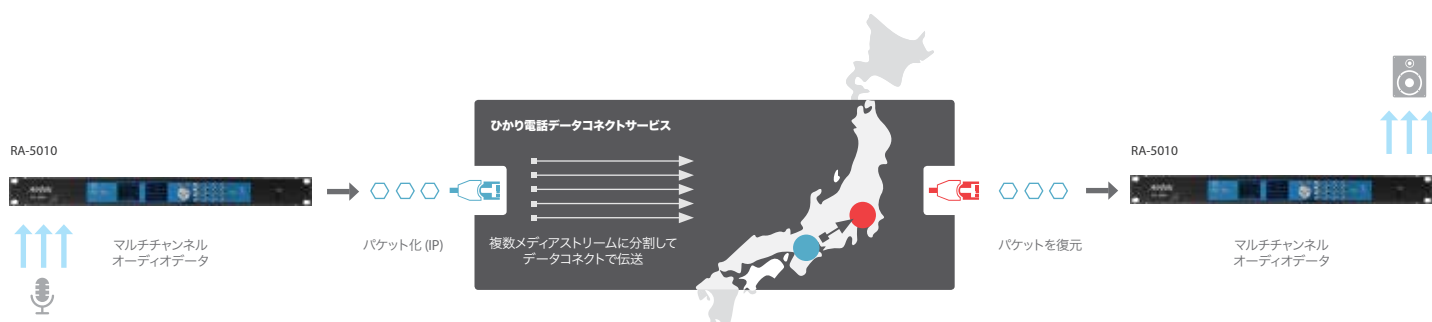 RA-5010
マルチチャンネル
オーディオデータ
パケット化 (IP)
ひかり電話データコネクトサービス
複数メディアストリームに分割して
データコネクトで伝送
パケットを復元
RA-5010
マルチチャンネル
オーディオデータ